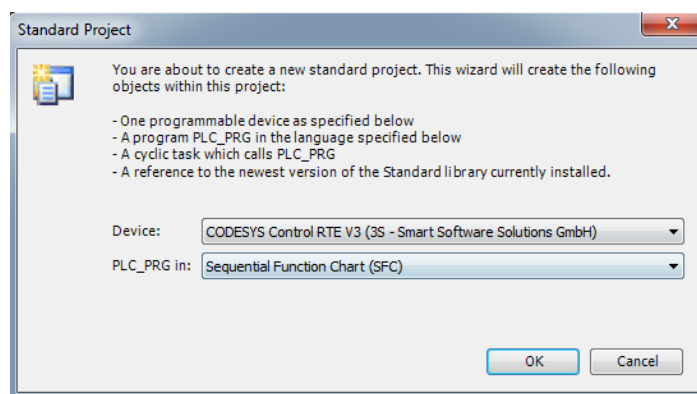 Standard Project
You are about to create a new standard project. This wizard will create the following
objects within this project:
- One programmable device as specified below
- A program PLC_PRG in the language specified below
- A cyclic task which calls PLC_PRG
- A reference to the newest version of the Standard library currently installed.
Device: CODESYS Control RTE V3 (3S - Smart Software Solutions GmbH)
PLC_PRG in: Sequential Function Chart (SFC)
OK Cancel